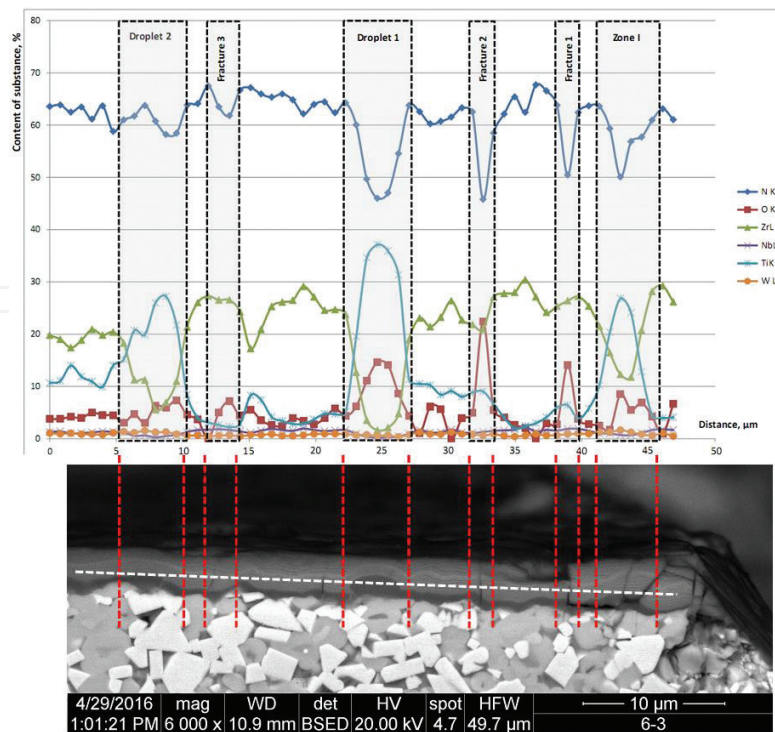 Content of substance, %
80
70
60
50
40
30
20
10
0
Droplet 2
Fracture 3
Droplet 1
Fracture 2
Fracture 1
Zone I
N K
O K
ZrL
NbL
TiK
W L
0 5 10 15 20 25 30 35 40 45 50
Distance, µm
4/29/2016 mag WD det HV spot HFW 10 µm
1:01:21 PM 6 000 x 10.9 mm BSED 20.00 kV 4.7 49.7 µm 6-3